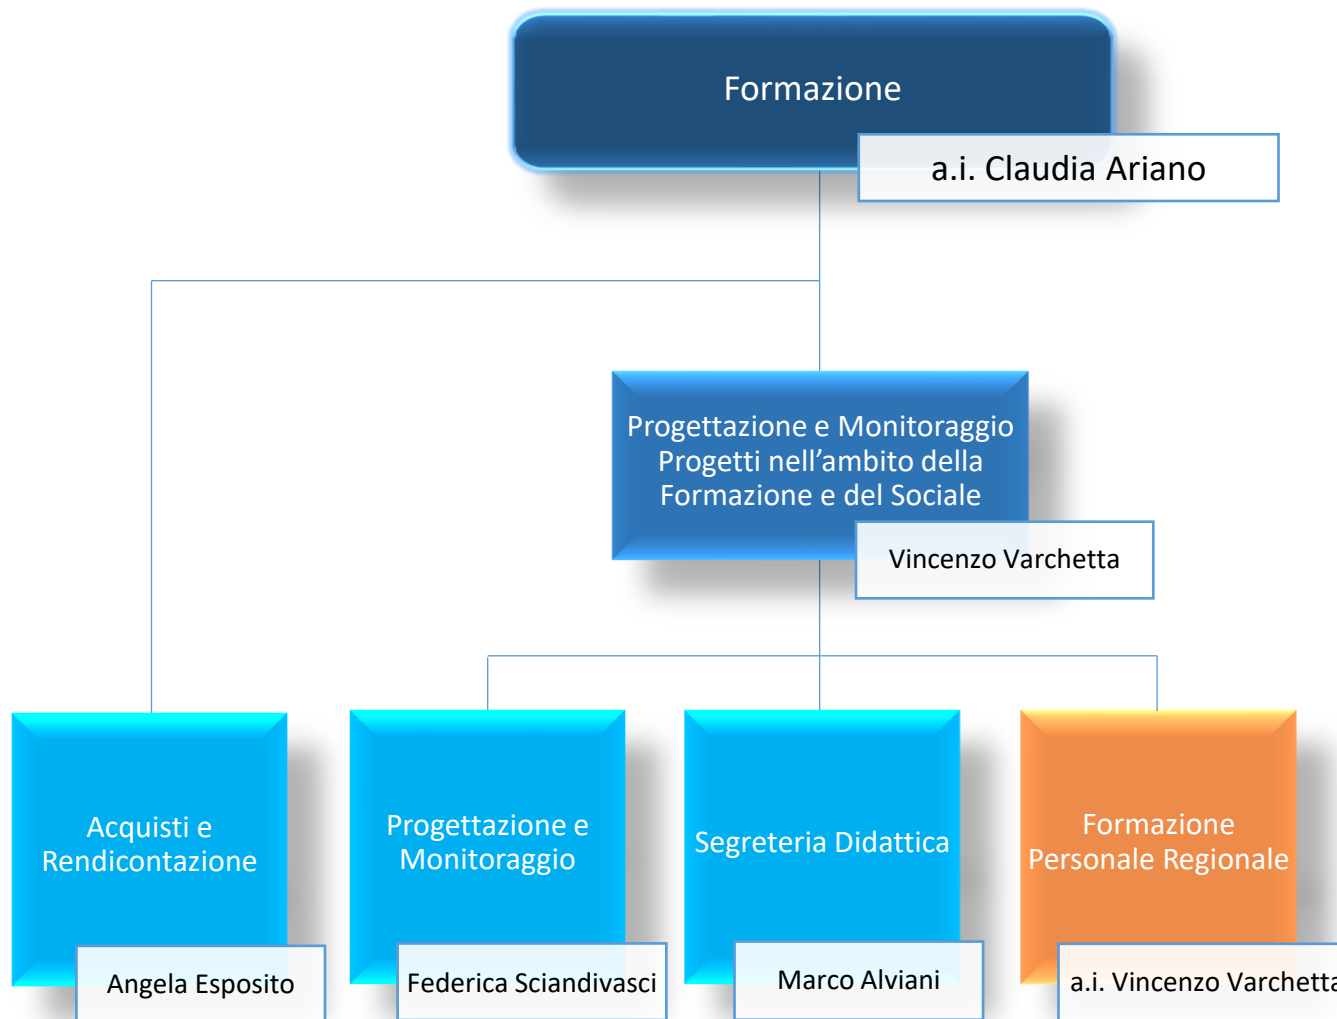 Formazione
a.i. Claudia Ariano
Progettazione e Monitoraggio
Progetti nell’ambito della
Formazione e del Sociale
Vincenzo Varchetta
Acquisti e
Rendicontazione
Angela Esposito
Progettazione e
Monitoraggio
Federica Sciandivasci
Segreteria Didattica
Marco Alviani
Formazione
Personale Regionale
a.i. Vincenzo Varchetta